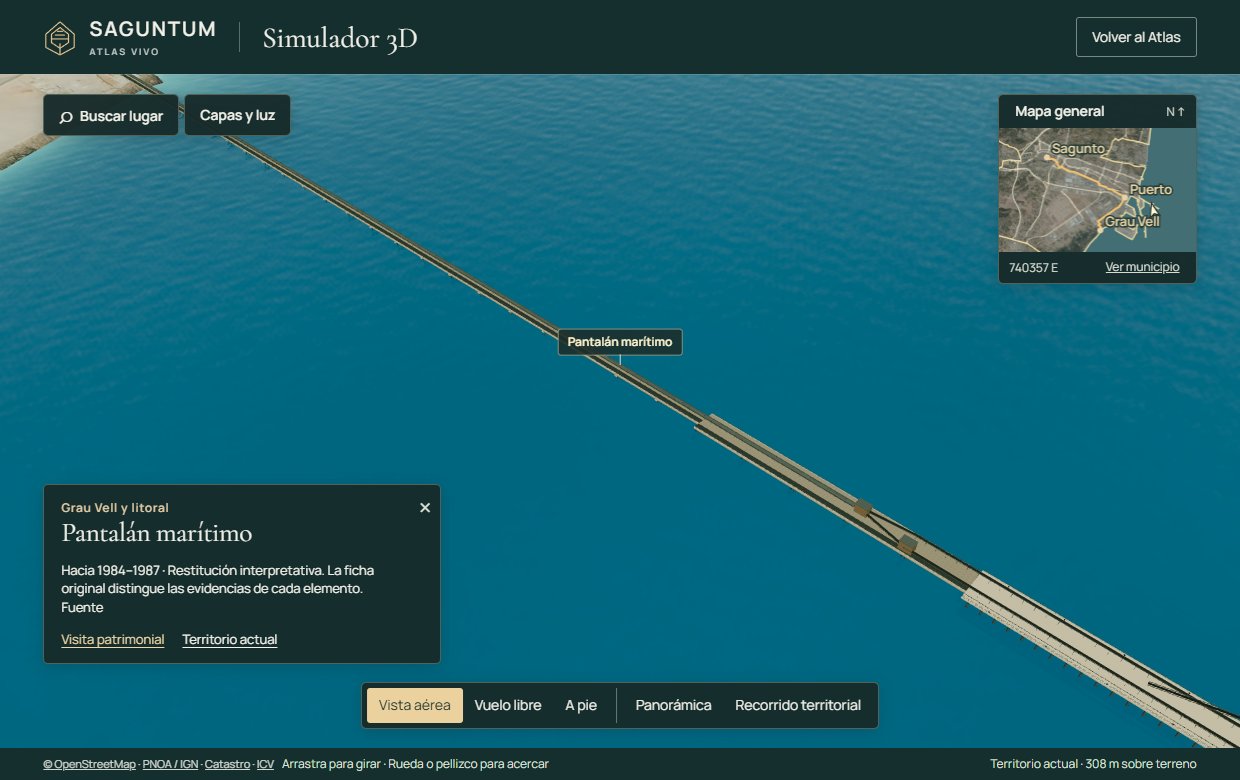 SAGUNTUM
ATLAS VIVO
Simulador 3D
Volver al Atlas
Buscar lugar
Capas y luz
Mapa general
N ↑
Sagunto
Puerto
Grau Vell
740357 E
Ver municipio
Pantalán marítimo
Grau Vell y litoral
×
Pantalán marítimo
Hacia 1984–1987 · Restitución interpretativa. La ficha
original distingue las evidencias de cada elemento.
Fuente
Visita patrimonial
Territorio actual
Vista aérea
Vuelo libre
A pie
Panorámica
Recorrido territorial
© OpenStreetMap · PNOA / IGN · Catastro · ICV
Arrastra para girar · Rueda o pellizco para acercar
Territorio actual · 308 m sobre terreno